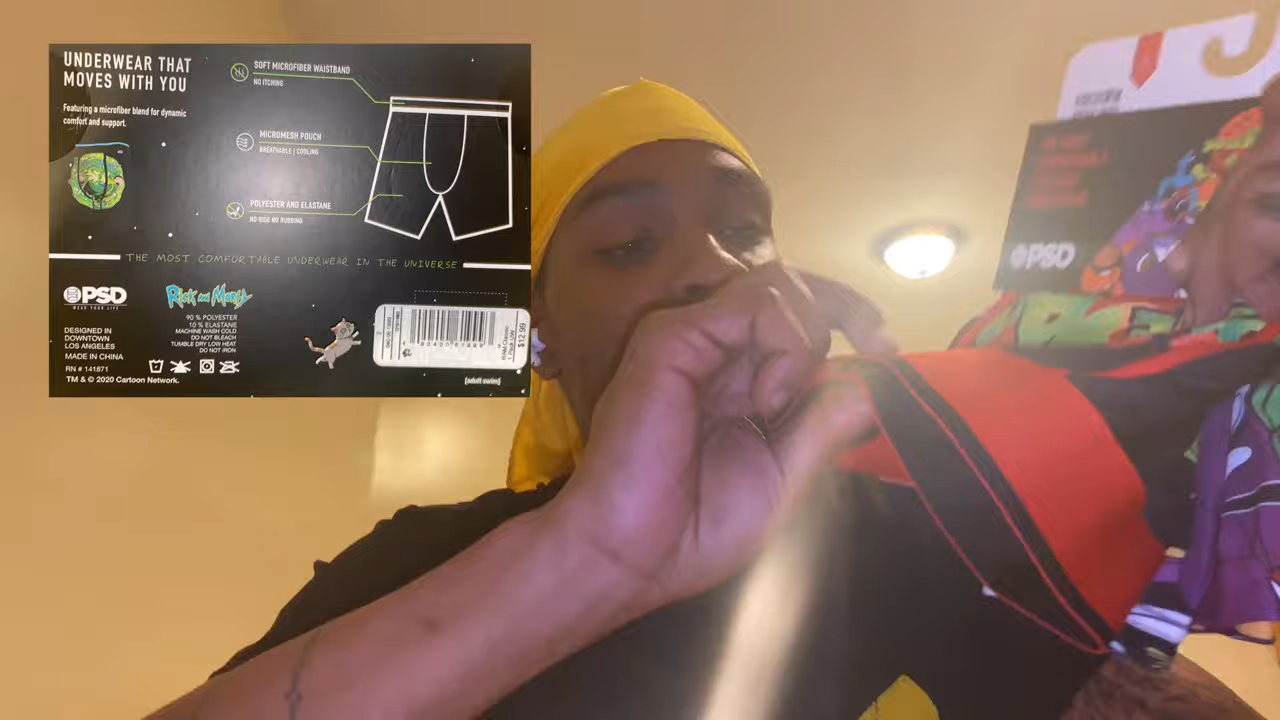 UNDERWEAR THAT
MOVES WITH YOU
Featuring a microfiber blend for dynamic
comfort and support.
SOFT MICROFIBER WAISTBAND
NO ITCHING
MICROMESH POUCH
BREATHABLE | COOLING
POLYESTER AND ELASTANE
NO RIDE NO RUBBING
THE MOST COMFORTABLE UNDERWEAR IN THE UNIVERSE
PSD
WEAR YOUR LIFE
RICK AND MORTY
90 % POLYESTER
10 % ELASTANE
MACHINE WASH COLD
DO NOT BLEACH
TUMBLE DRY LOW HEAT
DO NOT IRON
DESIGNED IN
DOWNTOWN
LOS ANGELES
MADE IN CHINA
RN # 141871
TM & © 2020 Cartoon Network.
$12.99
[adult swim]
PSD